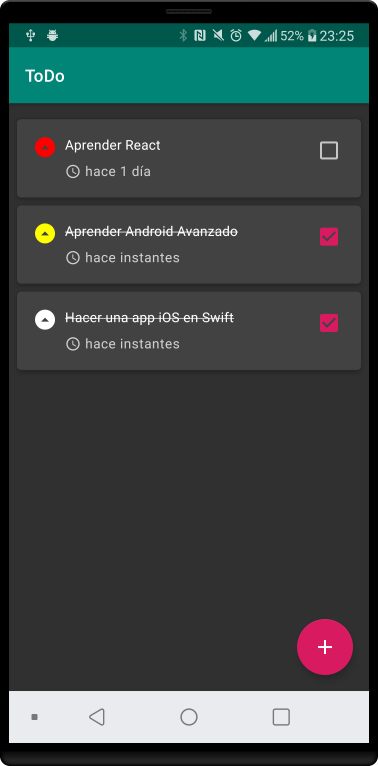 52% 23:25
ToDo
Aprender React
hace 1 día
Aprender Android Avanzado
hace instantes
Hacer una app iOS en Swift
hace instantes